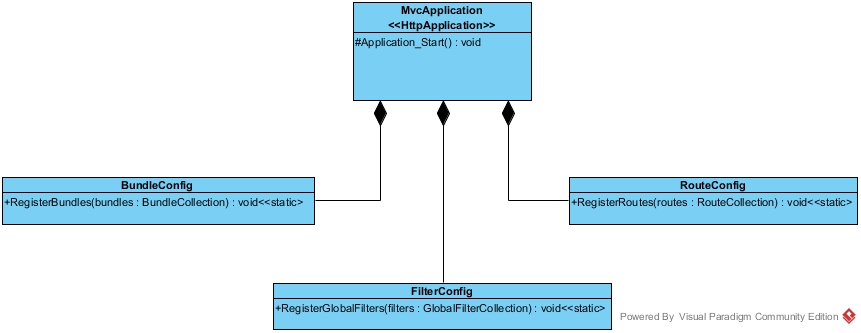 MvcApplication
<<HttpApplication>>
#Application_Start() : void
BundleConfig
+RegisterBundles(bundles : BundleCollection) : void<<static>
RouteConfig
+RegisterRoutes(routes : RouteCollection) : void<<static>
FilterConfig
+RegisterGlobalFilters(filters : GlobalFilterCollection) : void<<static>
Powered By Visual Paradigm Community Edition